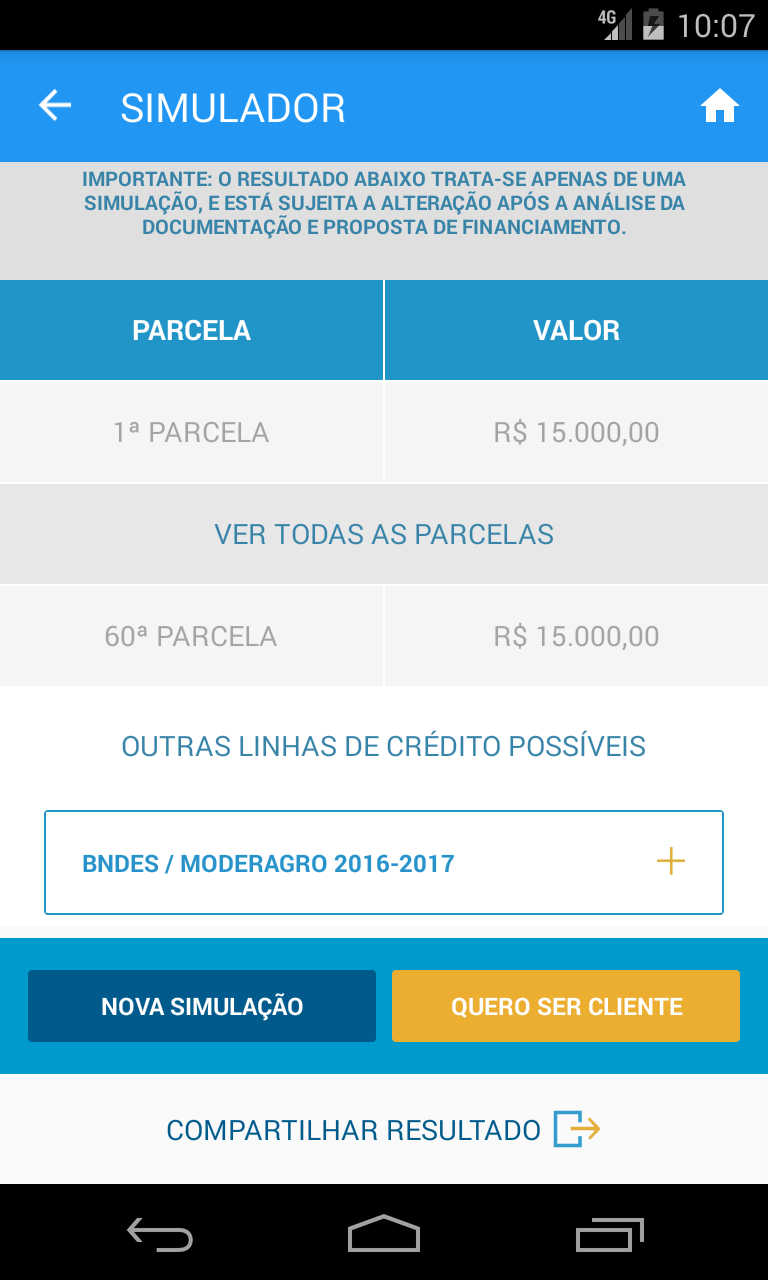 4G 10:07
SIMULADOR
IMPORTANTE: O RESULTADO ABAIXO TRATA-SE APENAS DE UMA
SIMULAÇÃO, E ESTÁ SUJEITA A ALTERAÇÃO APÓS A ANÁLISE DA
DOCUMENTAÇÃO E PROPOSTA DE FINANCIAMENTO.
PARCELA VALOR
1ª PARCELA R$ 15.000,00
VER TODAS AS PARCELAS
60ª PARCELA R$ 15.000,00
OUTRAS LINHAS DE CRÉDITO POSSÍVEIS
BNDES / MODERAGRO 2016-2017
NOVA SIMULAÇÃO QUERO SER CLIENTE
COMPARTILHAR RESULTADO